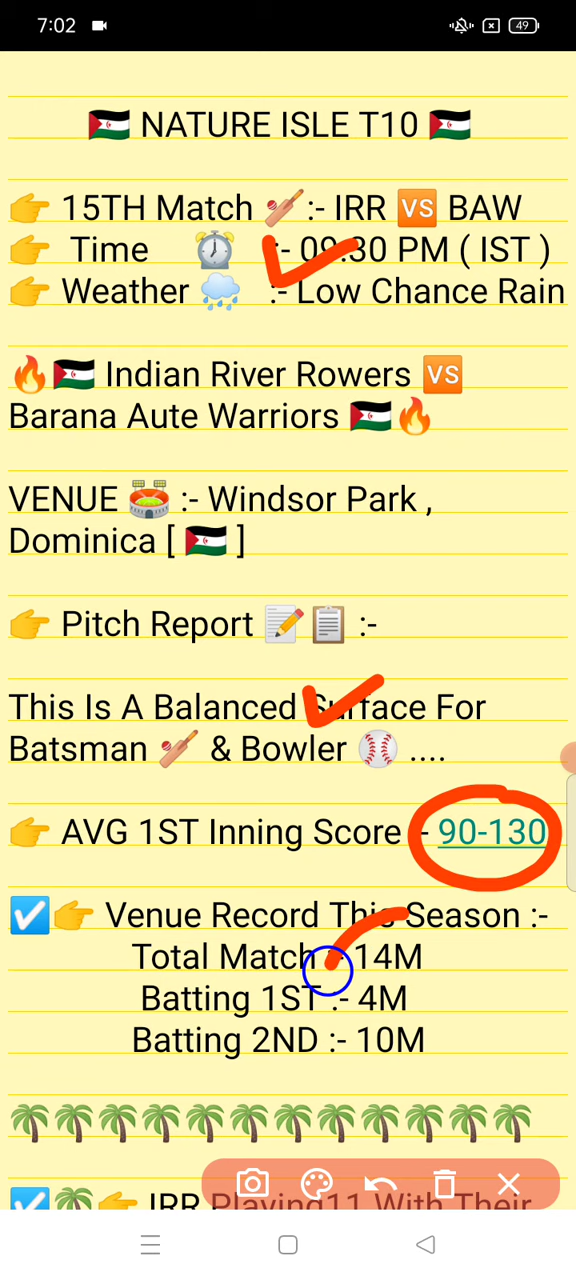 7:02 49
🇪🇭 NATURE ISLE T10 🇪🇭
👉 15TH Match 🏏 :- IRR 🆚 BAW
👉 Time ⏰ :- 09:30 PM ( IST )
👉 Weather 🌧️ :- Low Chance Rain
🔥🇪🇭 Indian River Rowers 🆚
Barana Aute Warriors 🇪🇭🔥
VENUE 🏟️ :- Windsor Park ,
Dominica [ 🇪🇭 ]
👉 Pitch Report 📝📋 :-
This Is A Balanced Surface For
Batsman 🏏 & Bowler ⚾ ....
👉 AVG 1ST Inning Score - 90-130
☑️👉 Venue Record This Season :-
Total Match :- 14M
Batting 1ST :- 4M
Batting 2ND :- 10M
🌴🌴🌴🌴🌴🌴🌴🌴🌴🌴🌴🌴
☑️🌴👉 IRR Playing11 With Their